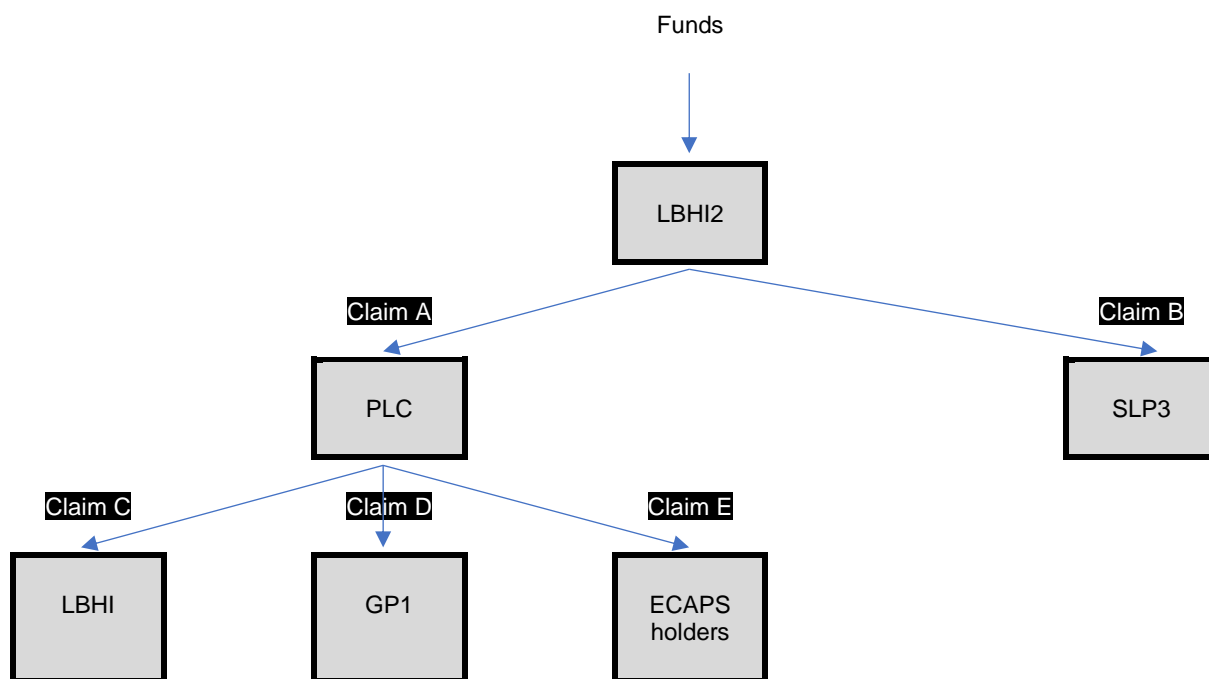 Funds
LBHI2
Claim A
Claim B
PLC
SLP3
Claim C
Claim D
Claim E
LBHI
GP1
ECAPS
holders